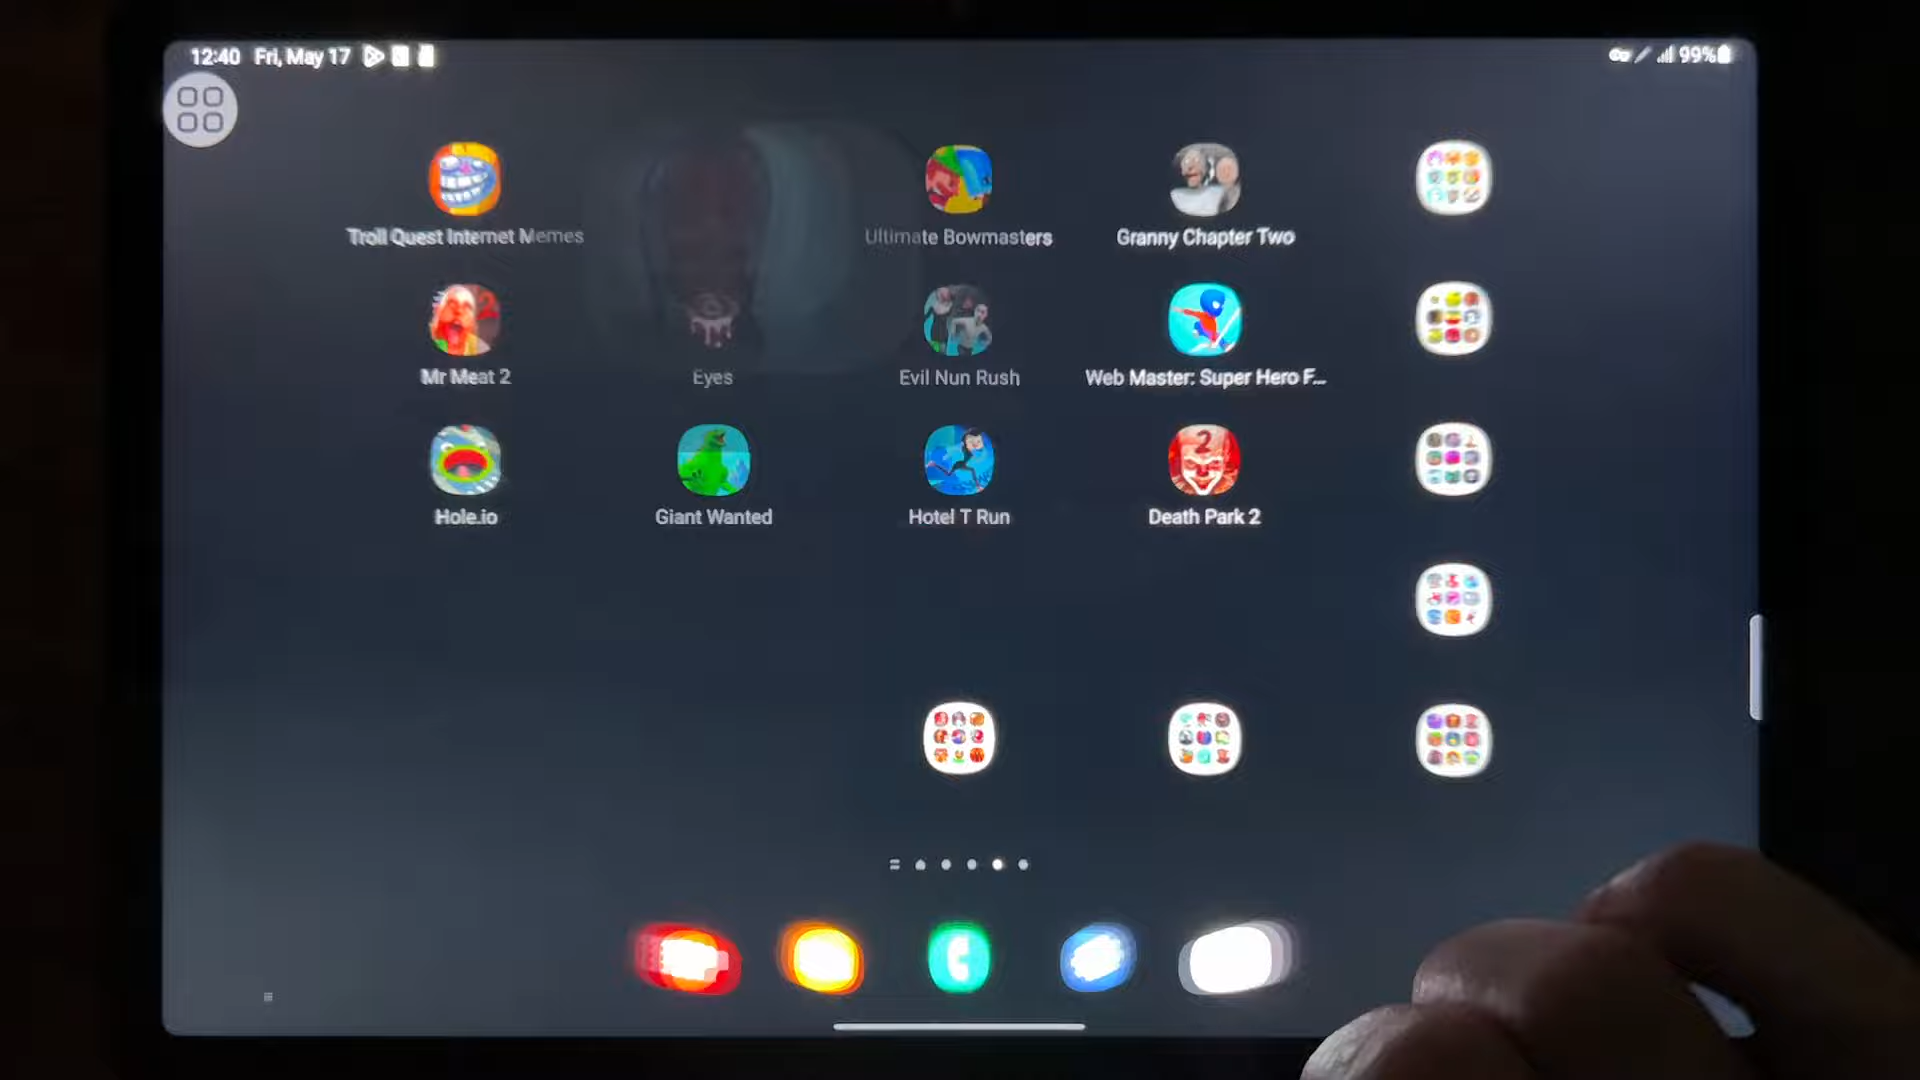 12:40 Fri, May 17
99%
Troll Quest Internet Memes
Ultimate Bowmasters
Granny Chapter Two
Mr Meat 2
Eyes
Evil Nun Rush
Web Master: Super Hero F...
Hole.io
Giant Wanted
Hotel T Run
2
Death Park 2